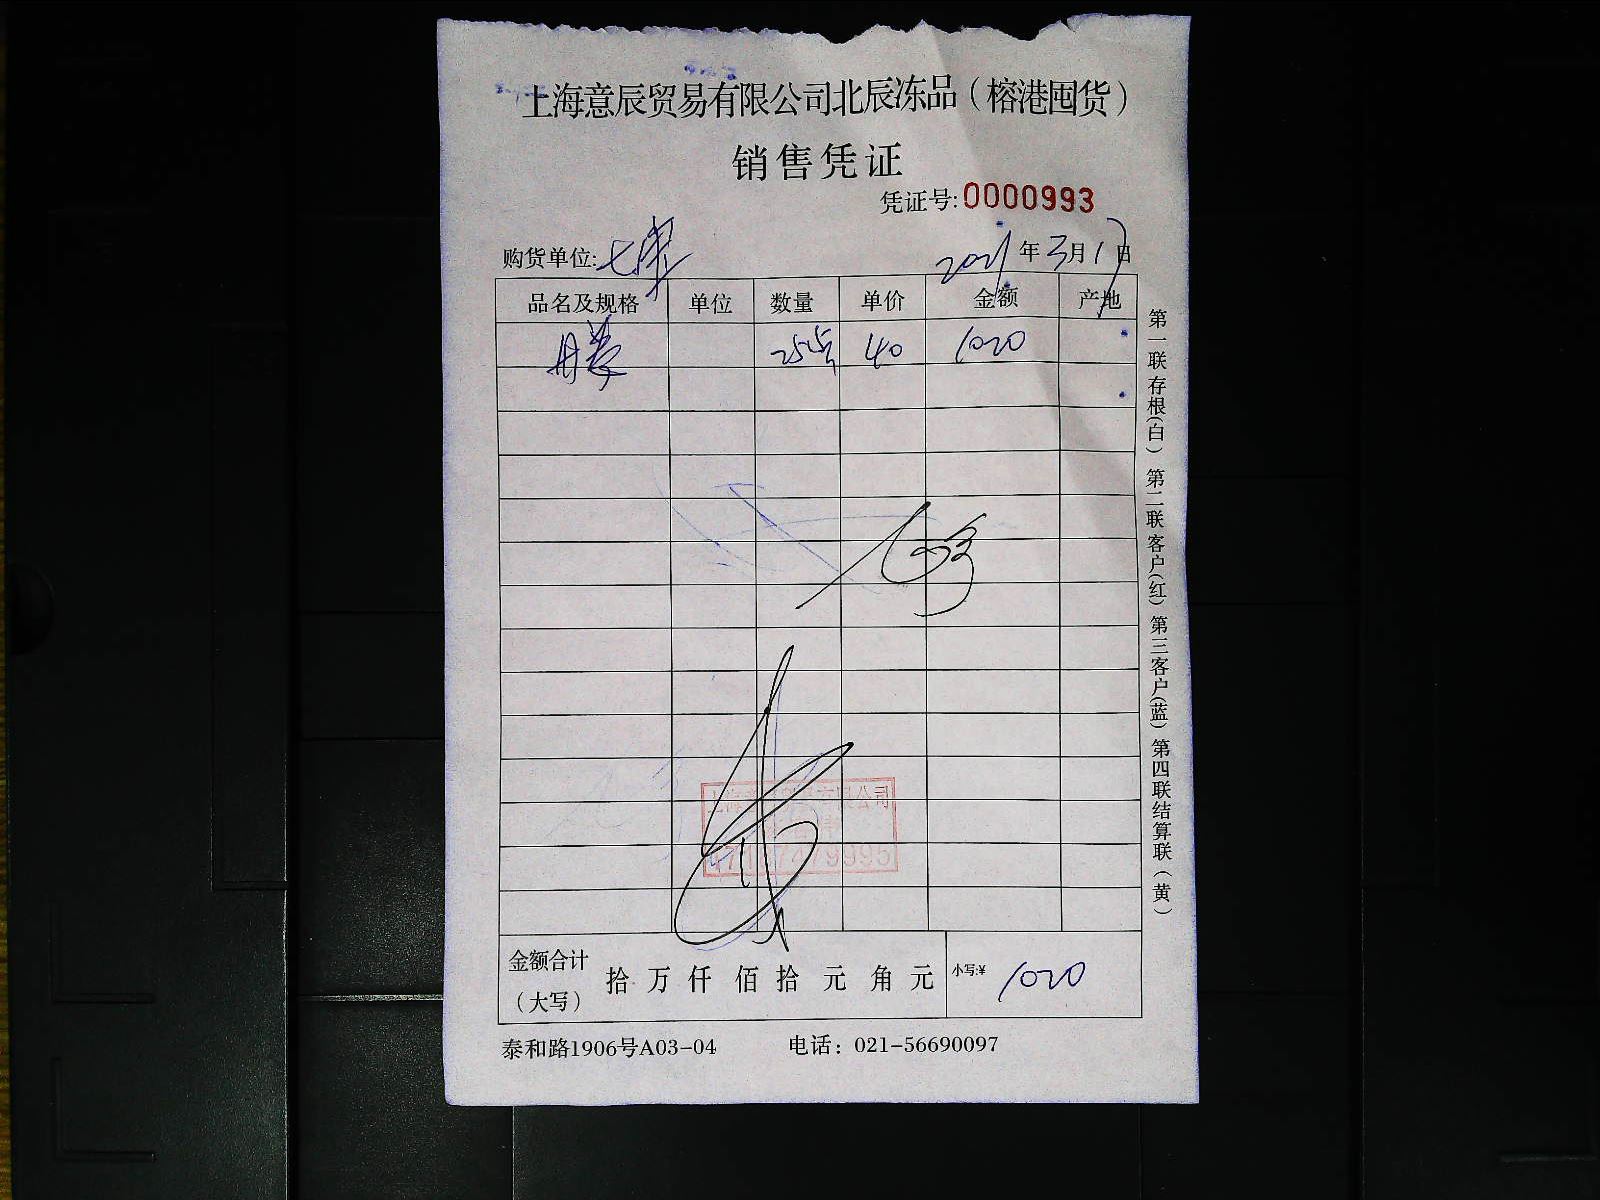 上海意辰贸易有限公司北辰冻品（榕港囤货）
销售凭证
凭证号:0000993
购货单位: 2021年3月17日
品名及规格 单位 数量 单价 金额 产地
40 1020
金额合计 拾 万 仟 佰 拾 元 角 元 小写:¥ 1020
（大写）
泰和路1906号A03-04 电话：021-56690097
第一联存根(白) 第二联客户(红) 第三客户(蓝) 第四联结算联(黄)